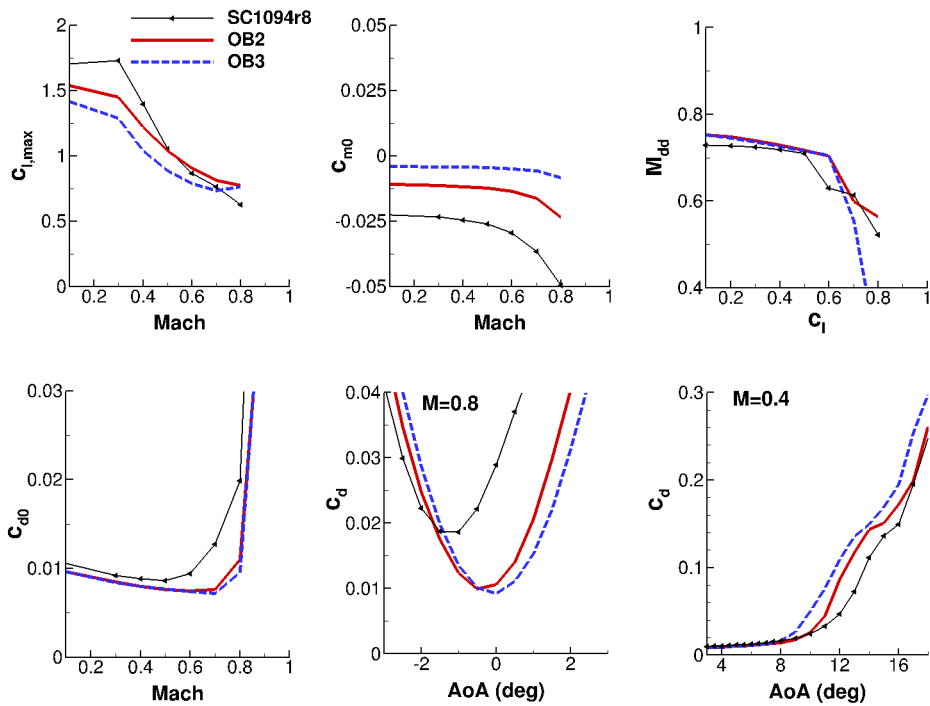 SC1094r8
OB2
OB3
2
1.5
1
0.5
0
0.2 0.4 0.6 0.8 1
Mach
c_l,max
0.05
0.025
0
-0.025
-0.05
0.2 0.4 0.6 0.8 1
Mach
c_m0
1
0.8
0.6
0.4
0.2 0.4 0.6 0.8 1
c_l
M_dd
0.03
0.02
0.01
0
0.2 0.4 0.6 0.8 1
Mach
c_d0
M=0.8
0.04
0.03
0.02
0.01
0
-2 0 2
AoA (deg)
c_d
M=0.4
0.3
0.2
0.1
0
4 8 12 16
AoA (deg)
c_d